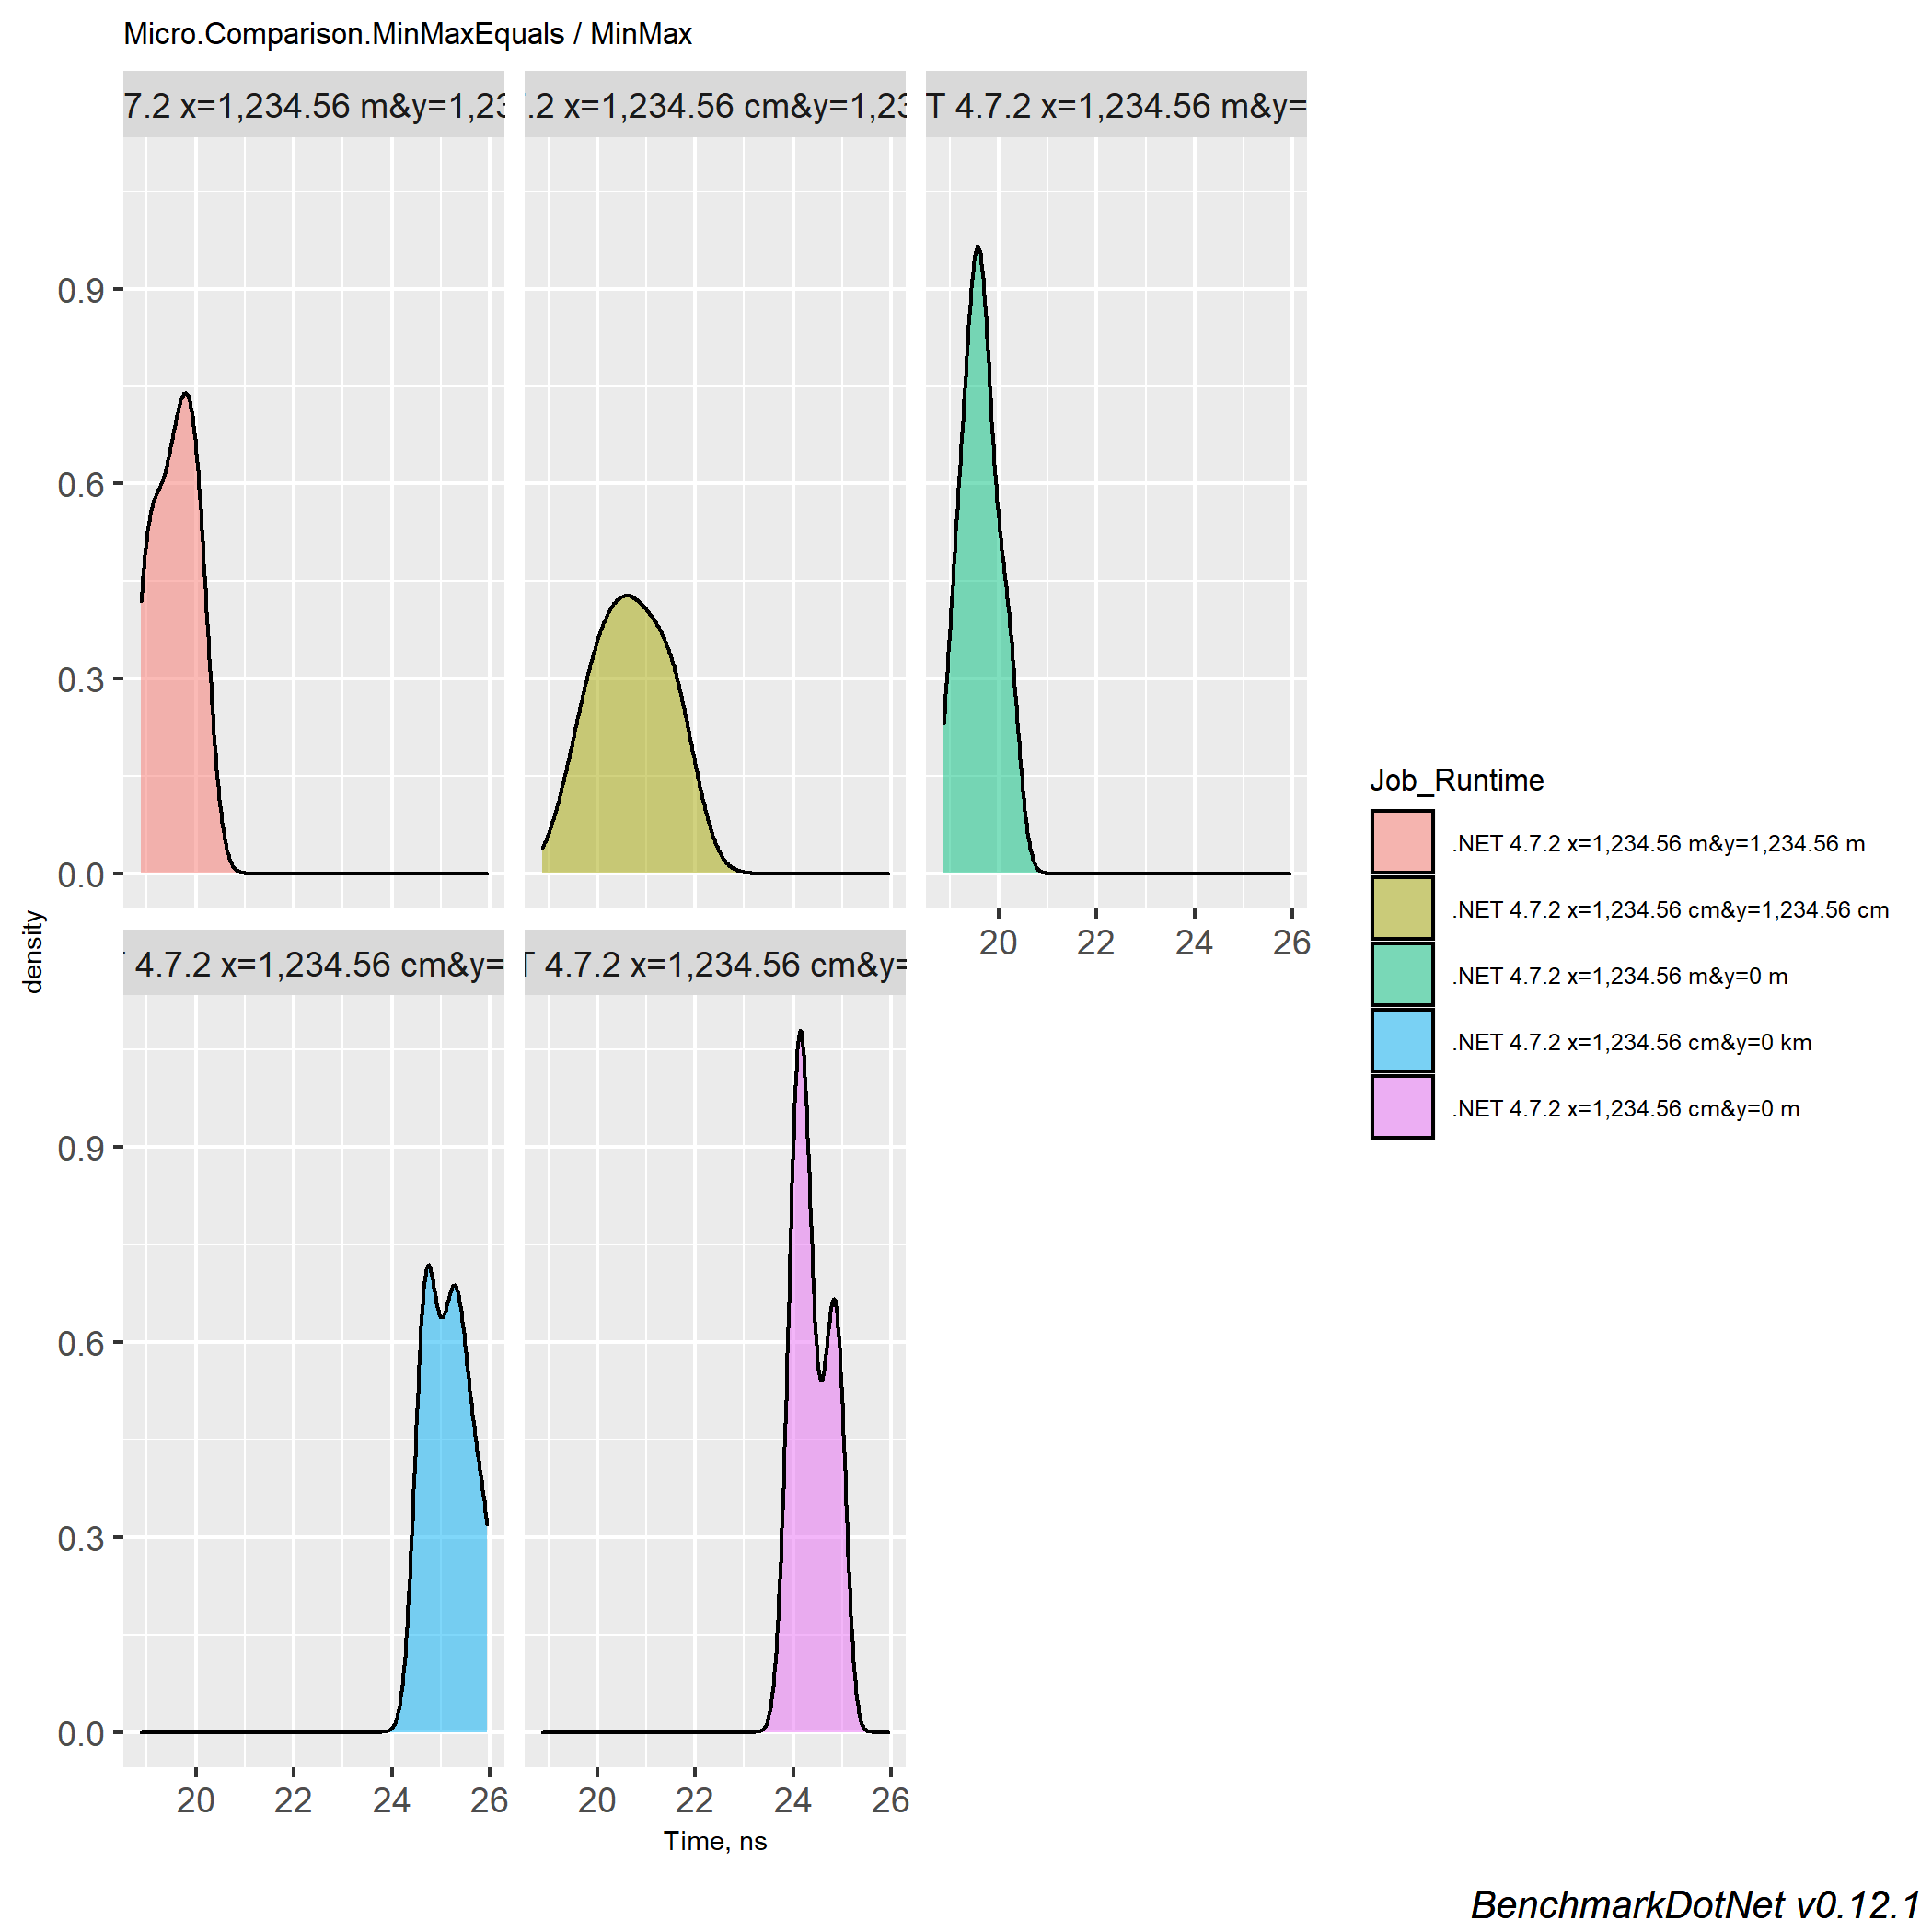 Micro.Comparison.MinMaxEquals / MinMax
7.2 x=1,234.56 m&y=1,23
.2 x=1,234.56 cm&y=1,23
T 4.7.2 x=1,234.56 m&y=
0.9
0.6
0.3
0.0
20 22 24 26
4.7.2 x=1,234.56 cm&y=
T 4.7.2 x=1,234.56 cm&y=
0.9
0.6
0.3
0.0
20 22 24 26
20 22 24 26
Time, ns
density
Job_Runtime
.NET 4.7.2 x=1,234.56 m&y=1,234.56 m
.NET 4.7.2 x=1,234.56 cm&y=1,234.56 cm
.NET 4.7.2 x=1,234.56 m&y=0 m
.NET 4.7.2 x=1,234.56 cm&y=0 km
.NET 4.7.2 x=1,234.56 cm&y=0 m
BenchmarkDotNet v0.12.1